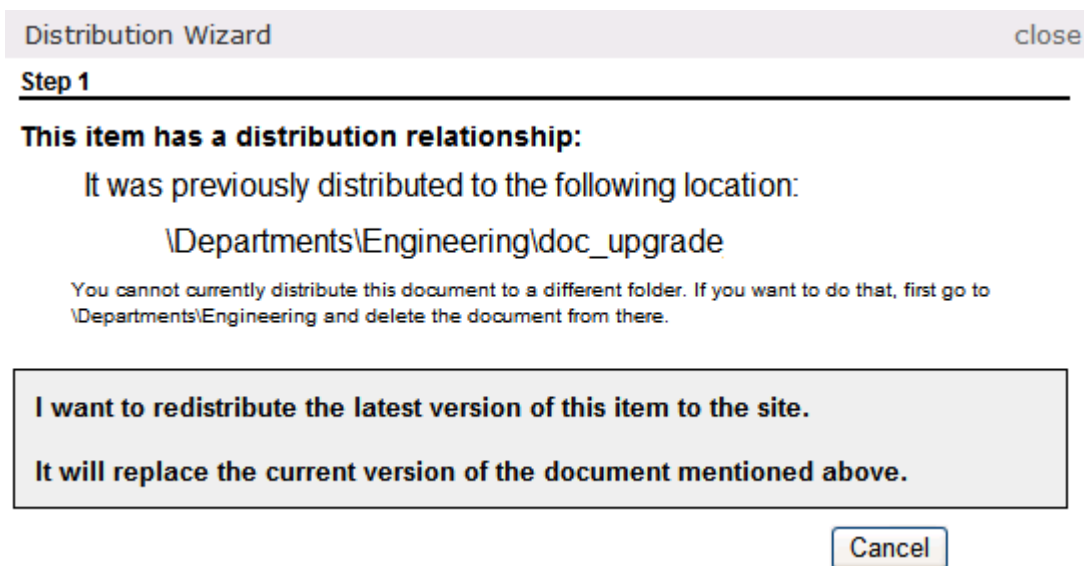 Distribution Wizard close
Step 1
This item has a distribution relationship:
It was previously distributed to the following location:
\Departments\Engineering\doc_upgrade
You cannot currently distribute this document to a different folder. If you want to do that, first go to
\Departments\Engineering and delete the document from there.
I want to redistribute the latest version of this item to the site.
It will replace the current version of the document mentioned above.
Cancel